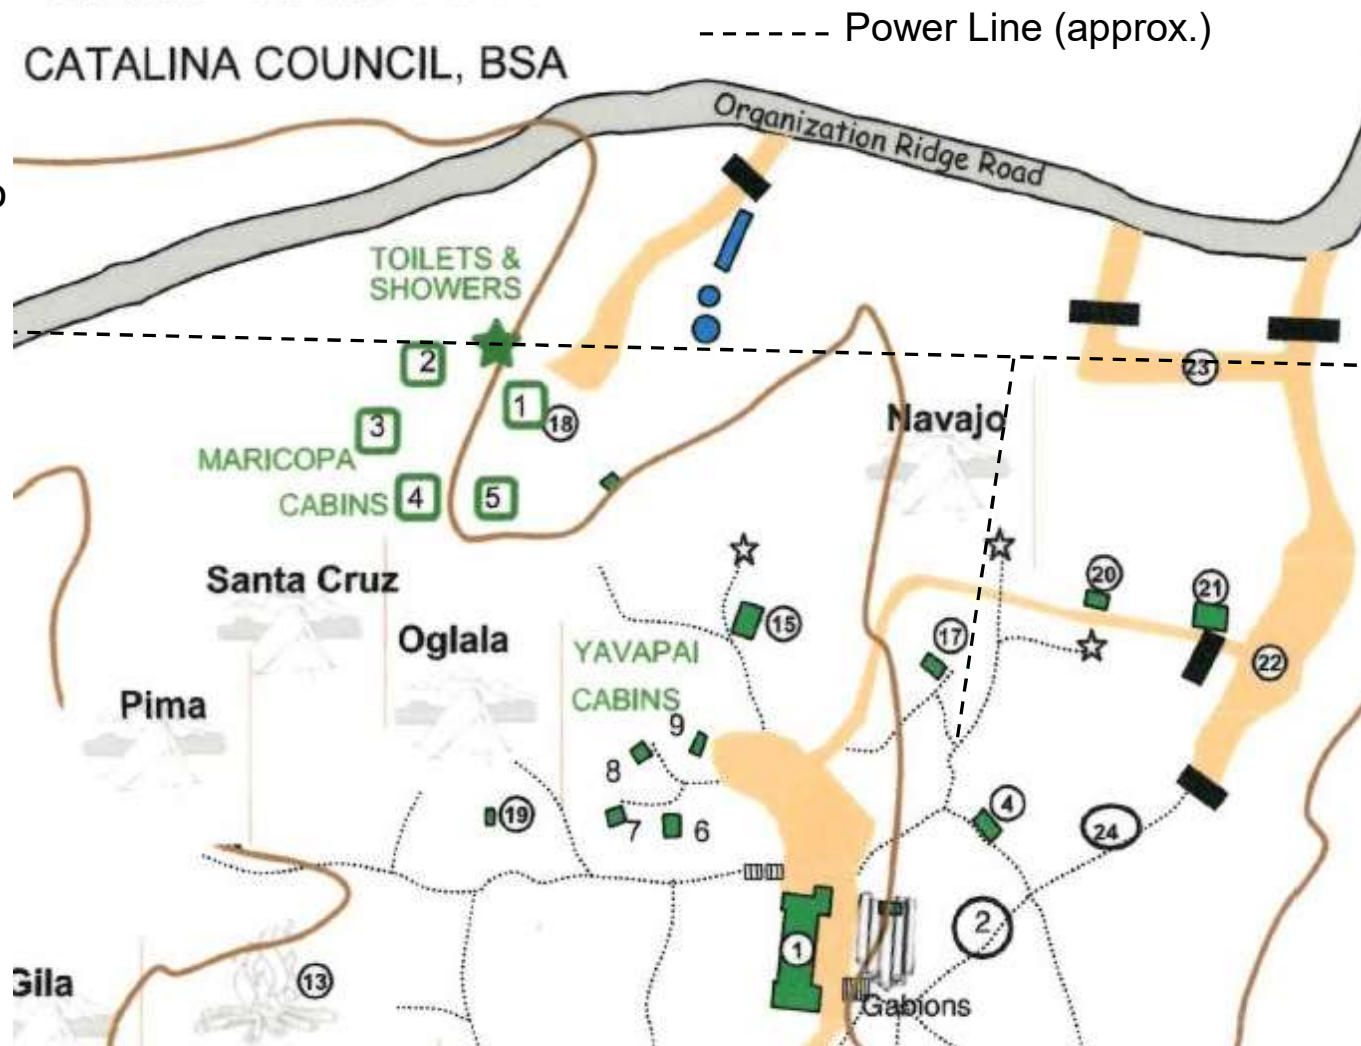 Power Line (approx.)
CATALINA COUNCIL, BSA
Organization Ridge Road
TOILETS &
SHOWERS
2
1
18
3
MARICOPA
CABINS
4
5
23
Navajo
Santa Cruz
Oglala
YAVAPAI
CABINS
15
17
20
21
22
Pima
9
8
7
6
19
4
24
2
1
13
Gila
Gabions